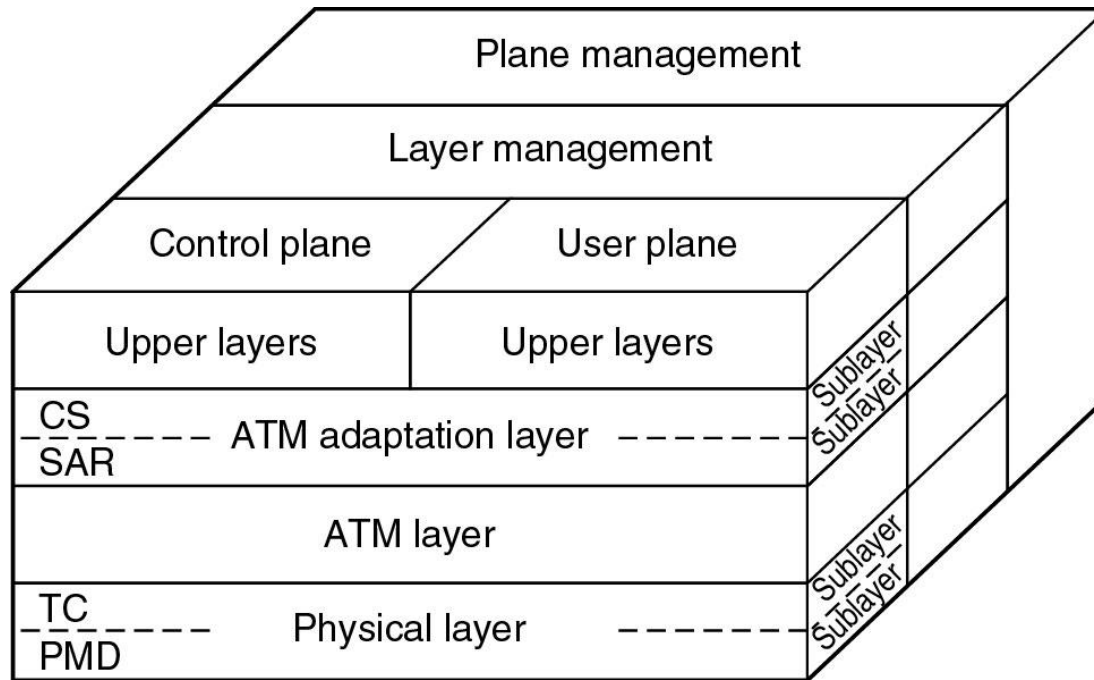 Plane management
Layer management
Control plane
User plane
Upper layers
Upper layers
Sublayer
Sublayer
CS
ATM adaptation layer
SAR
ATM layer
Sublayer
Sublayer
TC
Physical layer
PMD